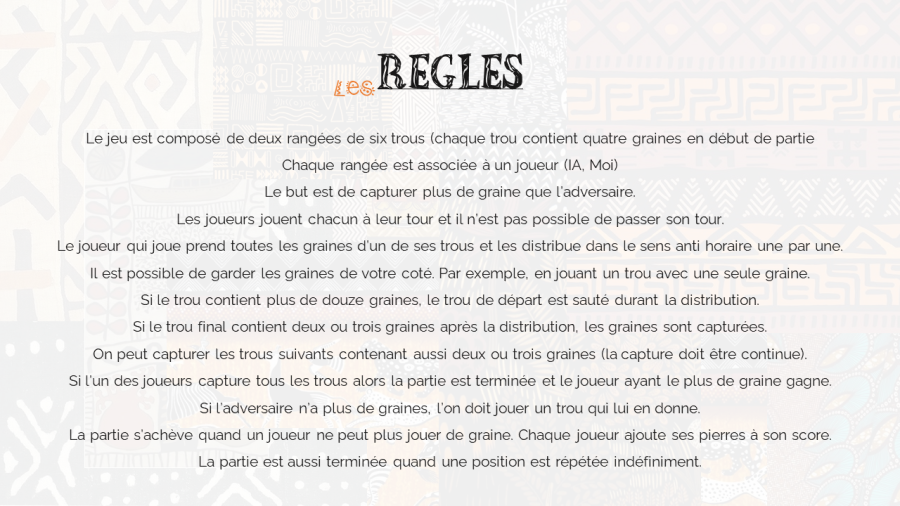 Les REGLES
Le jeu est composé de deux rangées de six trous (chaque trou contient quatre graines en début de partie
Chaque rangée est associée à un joueur (IA, Moi)
Le but est de capturer plus de graine que l'adversaire.
Les joueurs jouent chacun à leur tour et il n'est pas possible de passer son tour.
Le joueur qui joue prend toutes les graines d'un de ses trous et les distribue dans le sens anti horaire une par une.
Il est possible de garder les graines de votre coté. Par exemple, en jouant un trou avec une seule graine.
Si le trou contient plus de douze graines, le trou de départ est sauté durant la distribution.
Si le trou final contient deux ou trois graines après la distribution, les graines sont capturées.
On peut capturer les trous suivants contenant aussi deux ou trois graines (la capture doit être continue).
Si l'un des joueurs capture tous les trous alors la partie est terminée et le joueur ayant le plus de graine gagne.
Si l'adversaire n'a plus de graines, l'on doit jouer un trou qui lui en donne.
La partie s'achève quand un joueur ne peut plus jouer de graine. Chaque joueur ajoute ses pierres à son score.
La partie est aussi terminée quand une position est répétée indéfiniment.